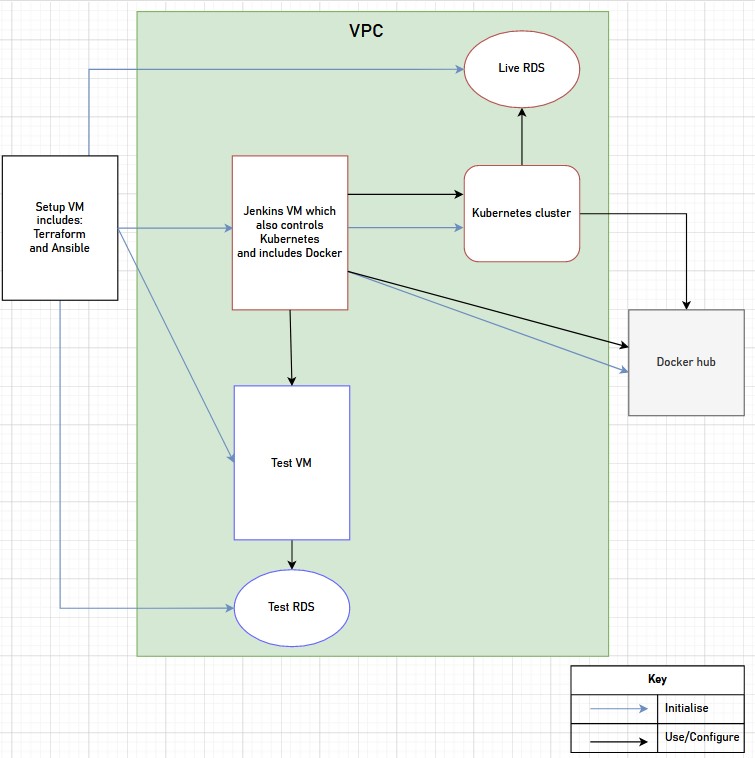 VPC
Live RDS
Setup VM
includes:
Terraform
and Ansible
Jenkins VM which
also controls
Kubernetes
and includes Docker
Kubernetes cluster
Docker hub
Test VM
Test RDS
Key
Initialise
Use/Configure